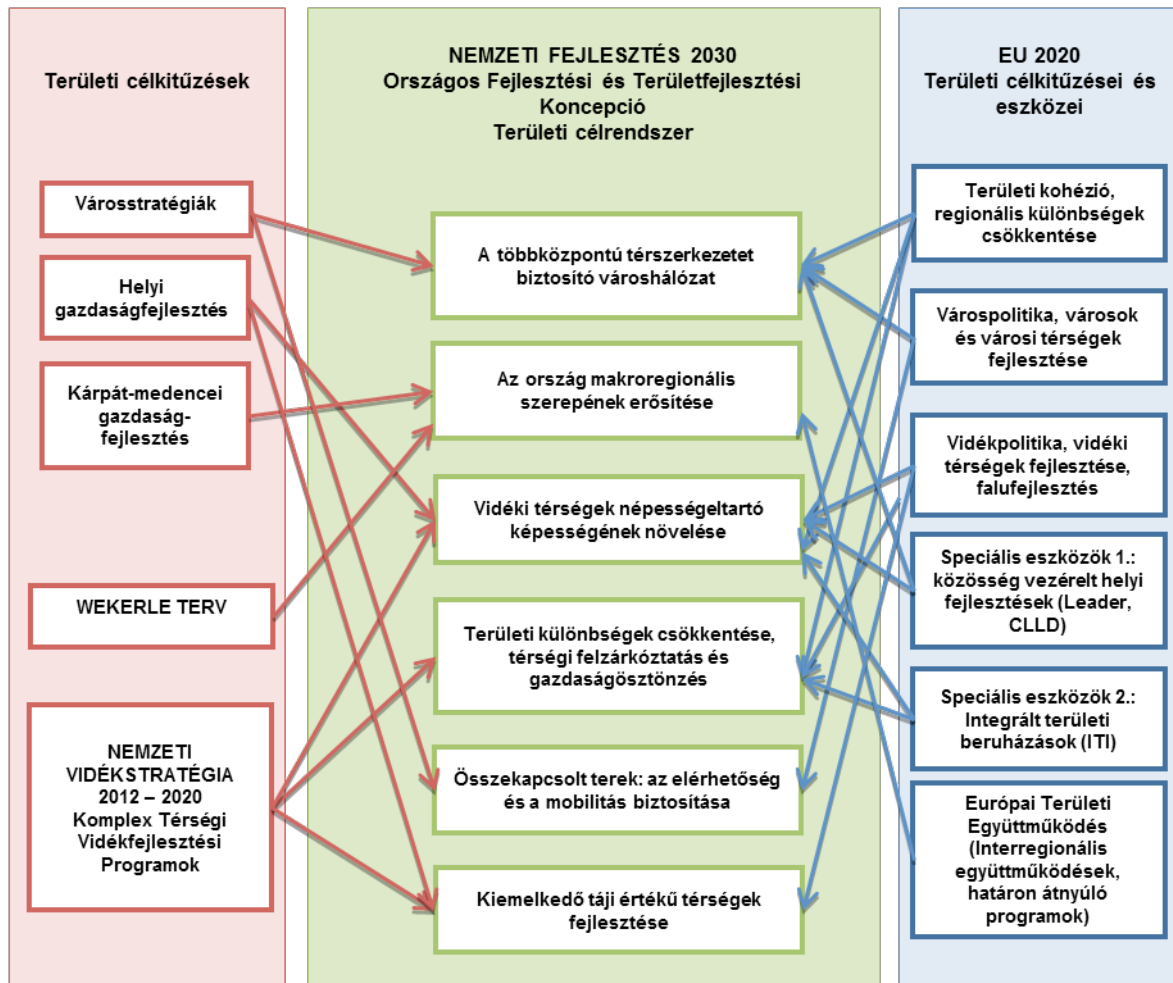 Területi célkitűzések
Városstratégiák
Helyi
gazdaságfejlesztés
Kárpát-medencei
gazdaság-
fejlesztés
WEKERLE TERV
NEMZETI
VIDÉKSTRATÉGIA
2012 – 2020
Komplex Térségi
Vidékfejlesztési
Programok
NEMZETI FEJLESZTÉS 2030
Országos Fejlesztési és Területfejlesztési
Koncepció
Területi célrendszer
A többközpontú térszerkezetet
biztosító városhálózat
Az ország makroregionális
szerepének erősítése
Vidéki térségek népességeltartó
képességének növelése
Területi különbségek csökkentése,
térségi felzárkóztatás és
gazdaságösztönzés
Összekapcsolt terek: az elérhetőség
és a mobilitás biztosítása
Kiemelkedő táji értékű térségek
fejlesztése
EU 2020
Területi célkitűzései és
eszközei
Területi kohézió,
regionális különbségek
csökkentése
Várospolitika, városok
és városi térségek
fejlesztése
Vidékpolitika, vidéki
térségek fejlesztése,
falufejlesztés
Speciális eszközök 1.:
közösség vezérelt helyi
fejlesztések (Leader,
CLLD)
Speciális eszközök 2.:
Integrált területi
beruházások (ITI)
Európai Területi
Együttműködés
(Interregionális
együttműködések,
határon átnyúló
programok)